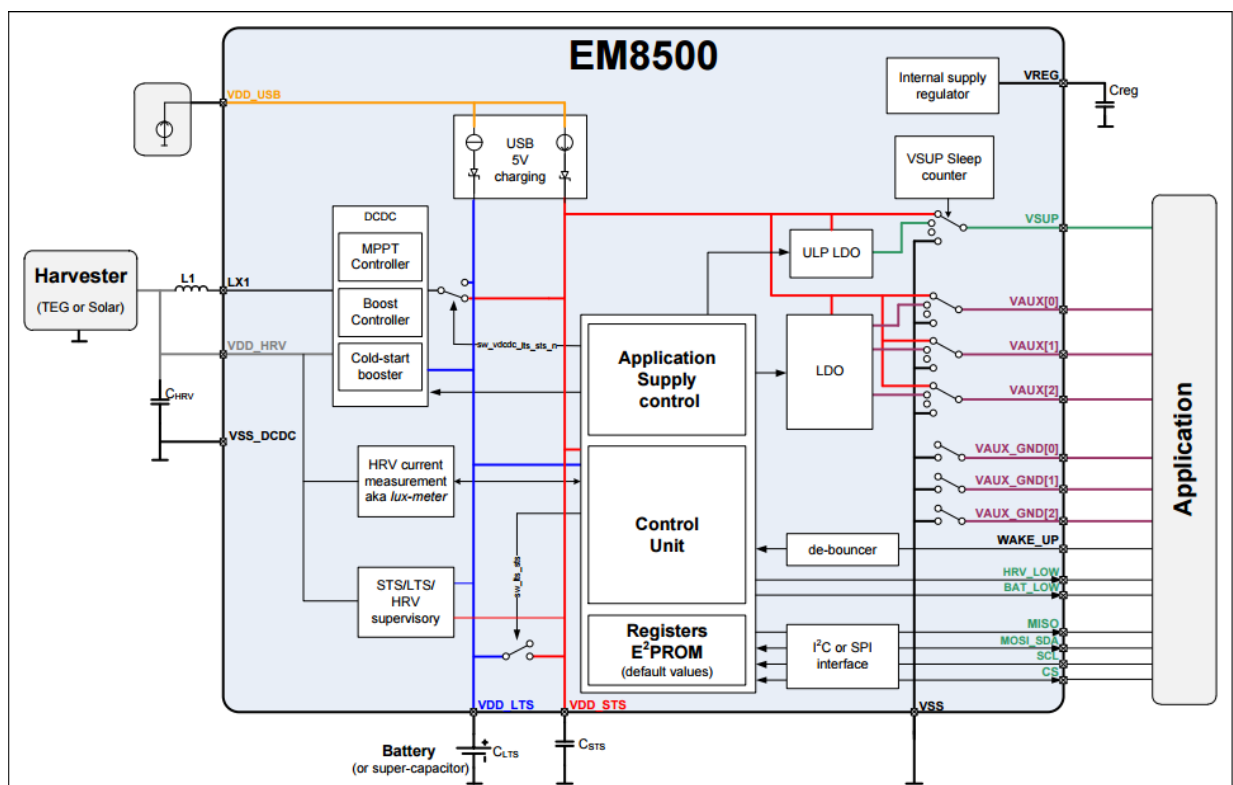 EM8500
VDD_USB
Internal supply
regulator
VREG
Creg
USB
5V
charging
VSUP Sleep
counter
VSUP
DCDC
MPPT
Controller
Boost
Controller
Cold-start
booster
ULP LDO
Harvester
(TEG or Solar)
L1
LX1
VDD_HRV
CHRV
VSS_DCDC
sw_vdcdc_lts_sts_n
Application
Supply
control
LDO
VAUX[0]
VAUX[1]
VAUX[2]
VAUX_GND[0]
VAUX_GND[1]
VAUX_GND[2]
Application
HRV current
measurement
aka lux-meter
Control
Unit
sw_lts_sts
de-bouncer
WAKE_UP
HRV_LOW
BAT_LOW
STS/LTS/
HRV
supervisory
Registers
E²PROM
(default values)
I²C or SPI
interface
MISO
MOSI_SDA
SCL
CS
VDD_LTS
VDD_STS
VSS
Battery
(or super-capacitor)
+
-
CLTS
CSTS